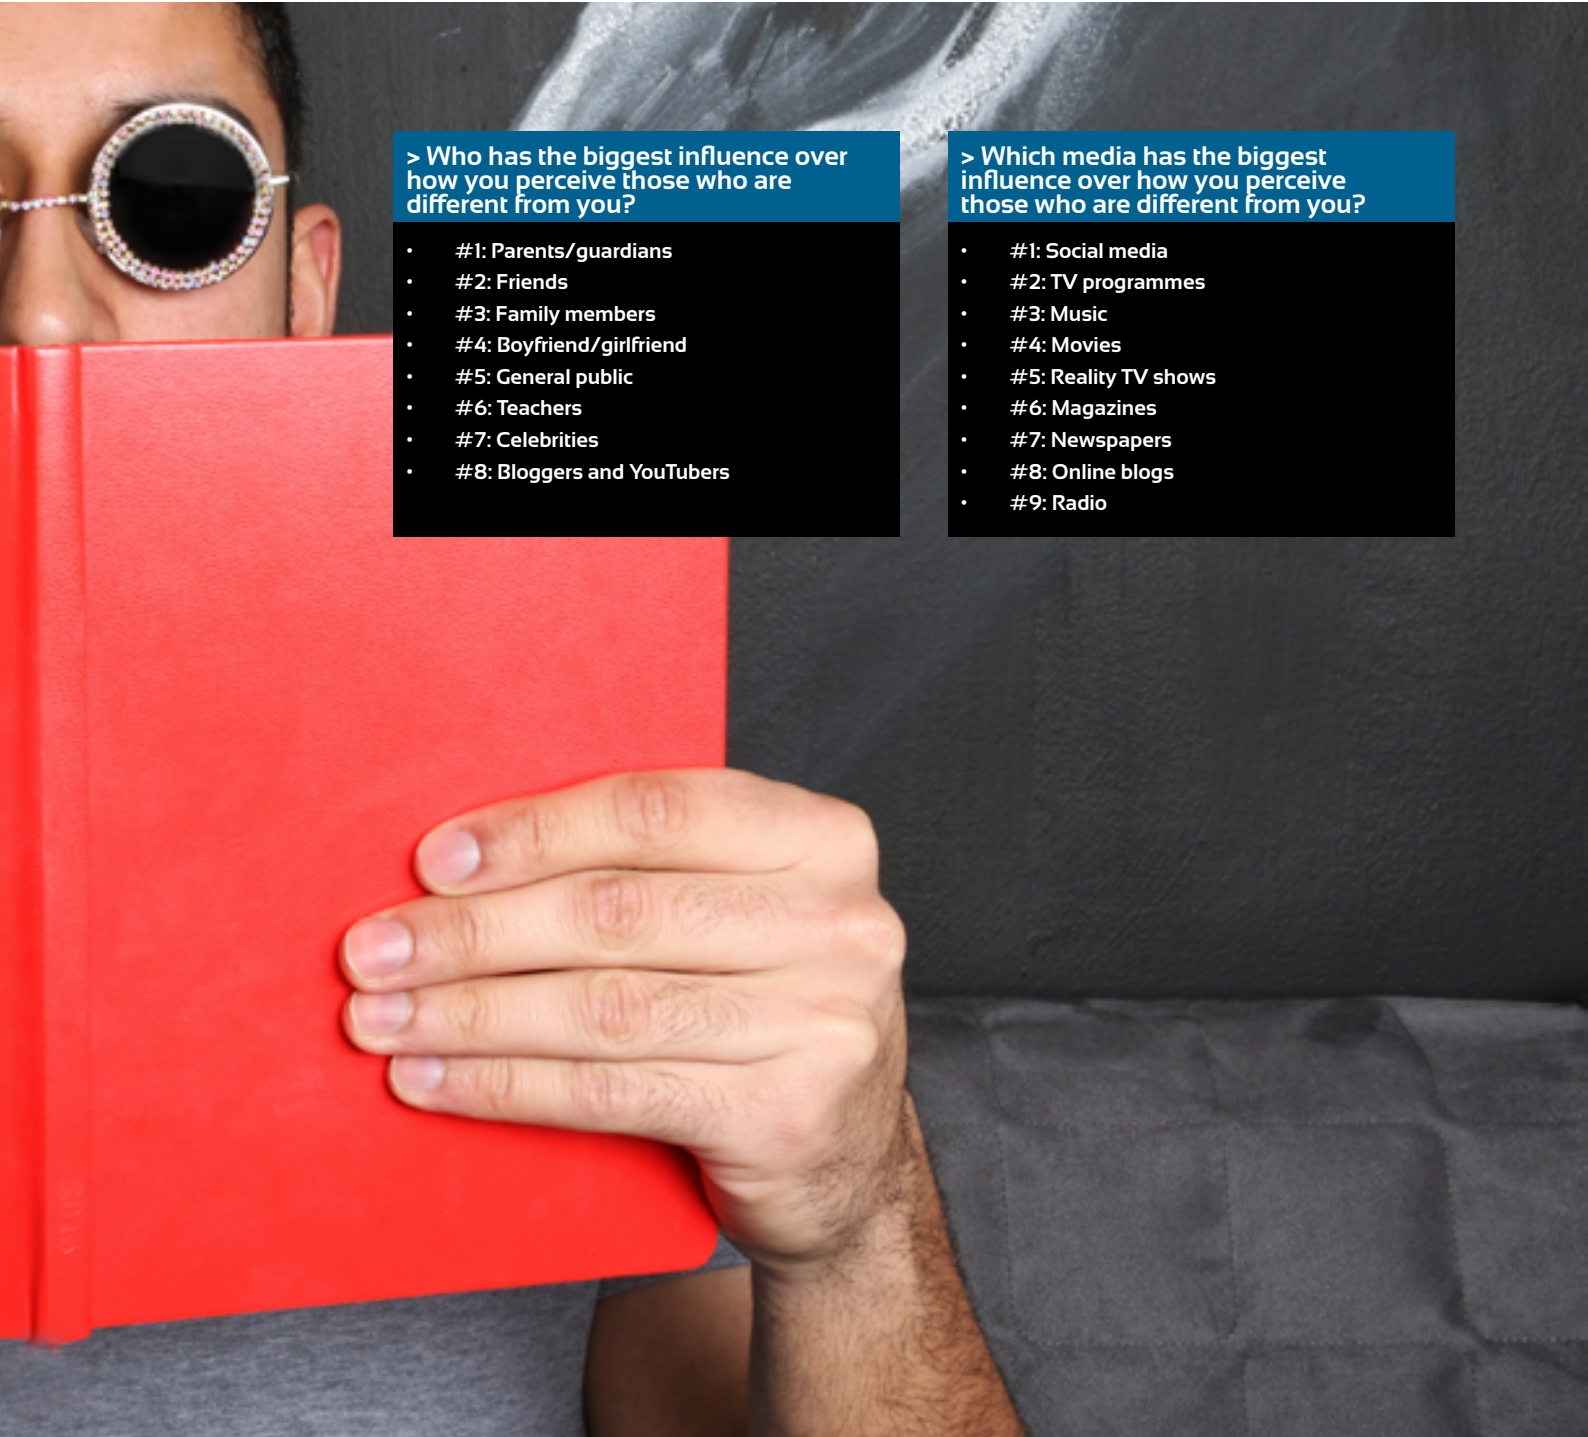 > Who has the biggest influence over
how you perceive those who are
different from you?
• #1: Parents/guardians
• #2: Friends
• #3: Family members
• #4: Boyfriend/girlfriend
• #5: General public
• #6: Teachers
• #7: Celebrities
• #8: Bloggers and YouTubers
> Which media has the biggest
influence over how you perceive
those who are different from you?
• #1: Social media
• #2: TV programmes
• #3: Music
• #4: Movies
• #5: Reality TV shows
• #6: Magazines
• #7: Newspapers
• #8: Online blogs
• #9: Radio